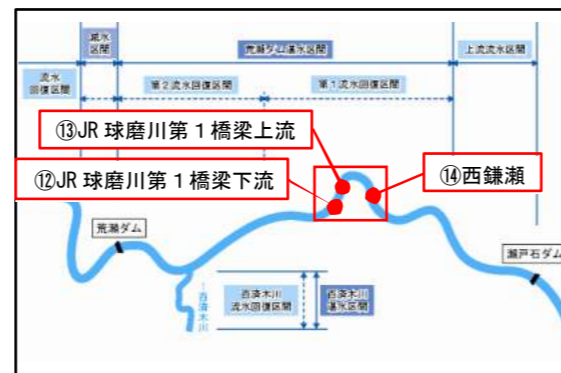 減水
区間
荒瀬ダム湛水区間
上流流水区間
流水
回復区間
第2流水回復区間
第1流水回復区間
⑬JR 球磨川第1橋梁上流
⑫JR 球磨川第1橋梁下流
⑭西鎌瀬
荒瀬ダム
瀬戸石ダム
百済木川
百済木川
流水回復区間
百済木川
湛水区間